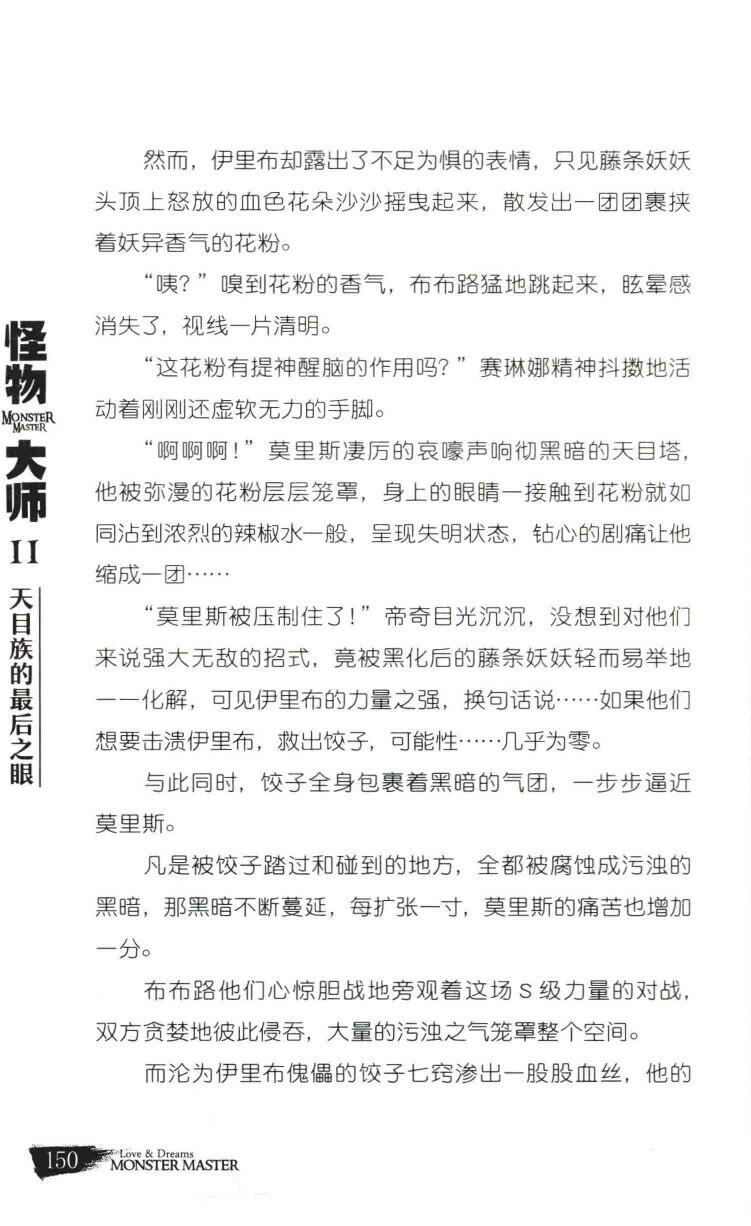 然而，伊里布却露出了不足为惧的表情，只见藤条妖妖
头顶上怒放的血色花朵沙沙摇曳起来，散发出一团团裹挟
着妖异香气的花粉。
“咦？”嗅到花粉的香气，布布路猛地跳起来，眩晕感
消失了，视线一片清明。
“这花粉有提神醒脑的作用吗？”赛琳娜精神抖擞地活
动着刚刚还虚软无力的手脚。
“啊啊啊！”莫里斯凄厉的哀嚎声响彻黑暗的天目塔，
他被弥漫的花粉层层笼罩，身上的眼睛一接触到花粉就如
同沾到浓烈的辣椒水一般，呈现失明状态，钻心的剧痛让他
缩成一团……
“莫里斯被压制住了！”帝奇目光沉沉，没想到对他们
来说强大无敌的招式，竟被黑化后的藤条妖妖轻而易举地
一一化解，可见伊里布的力量之强，换句话说……如果他们
想要击溃伊里布，救出饺子，可能性……几乎为零。
与此同时，饺子全身包裹着黑暗的气团，一步步逼近
莫里斯。
凡是被饺子踏过和碰到的地方，全都被腐蚀成污浊的
黑暗，那黑暗不断蔓延，每扩张一寸，莫里斯的痛苦也增加
一分。
布布路他们心惊胆战地旁观着这场S级力量的对战，
双方贪婪地彼此侵吞，大量的污浊之气笼罩整个空间。
而沦为伊里布傀儡的饺子七窍渗出一股股血丝，他的
怪物
MONSTER
MASTER
大师
11
天目族的最后之眼
150
Love & Dreams
MONSTER MASTER